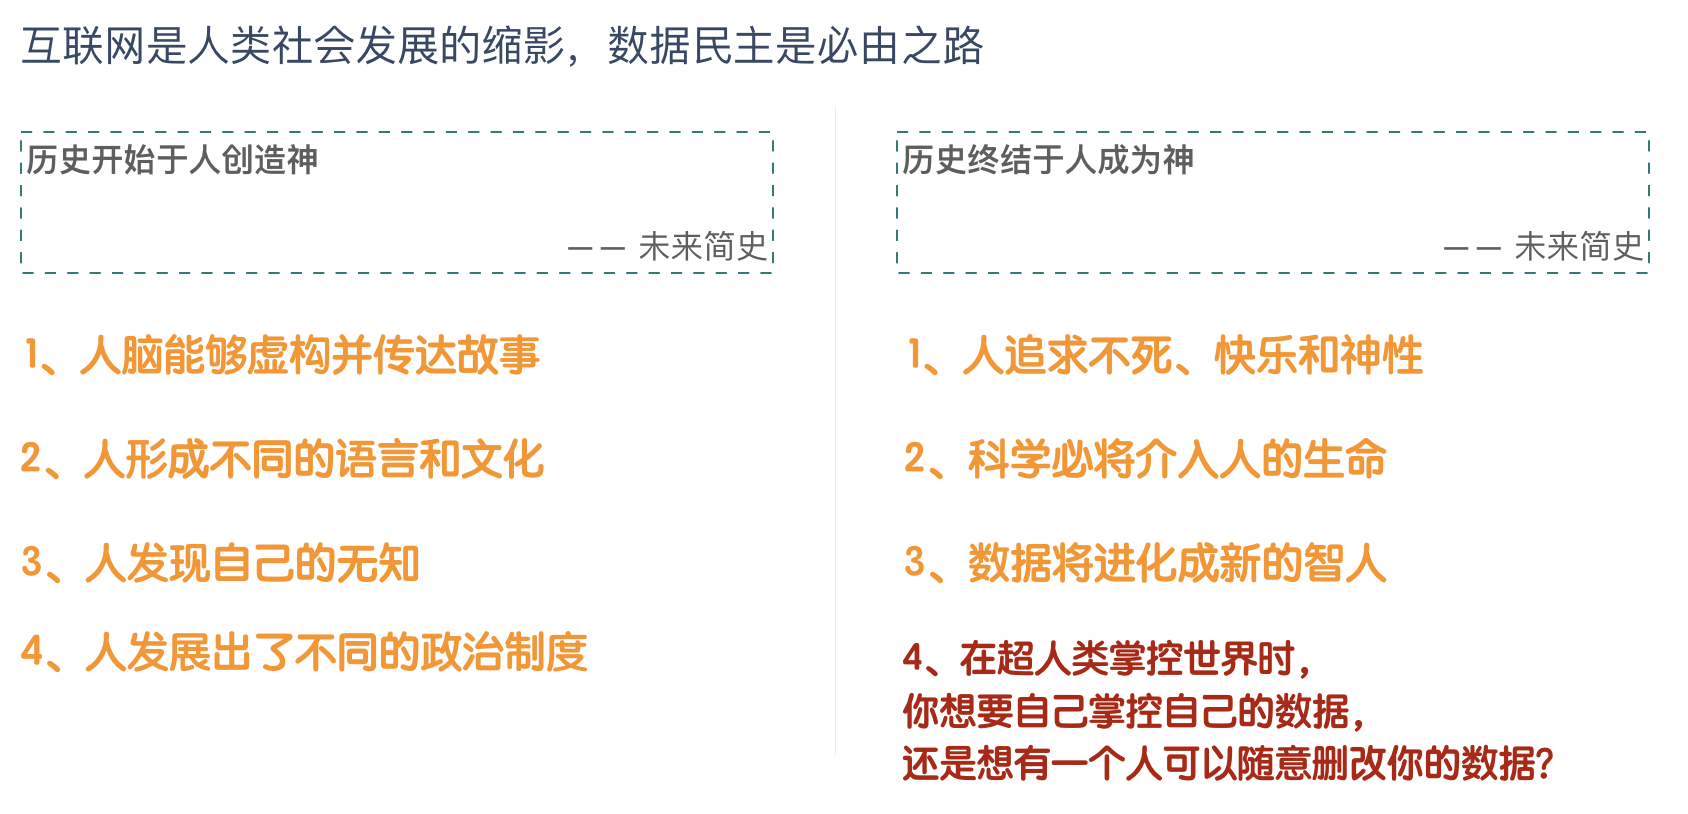 互联网是人类社会发展的缩影，数据民主是必由之路
历史开始于人创造神
—— 未来简史
1、人脑能够虚构并传达故事
2、人形成不同的语言和文化
3、人发现自己的无知
4、人发展出了不同的政治制度
历史终结于人成为神
—— 未来简史
1、人追求不死、快乐和神性
2、科学必将介入人的生命
3、数据将进化成新的智人
4、在超人类掌控世界时，
你想要自己掌控自己的数据，
还是想有一个人可以随意删改你的数据？